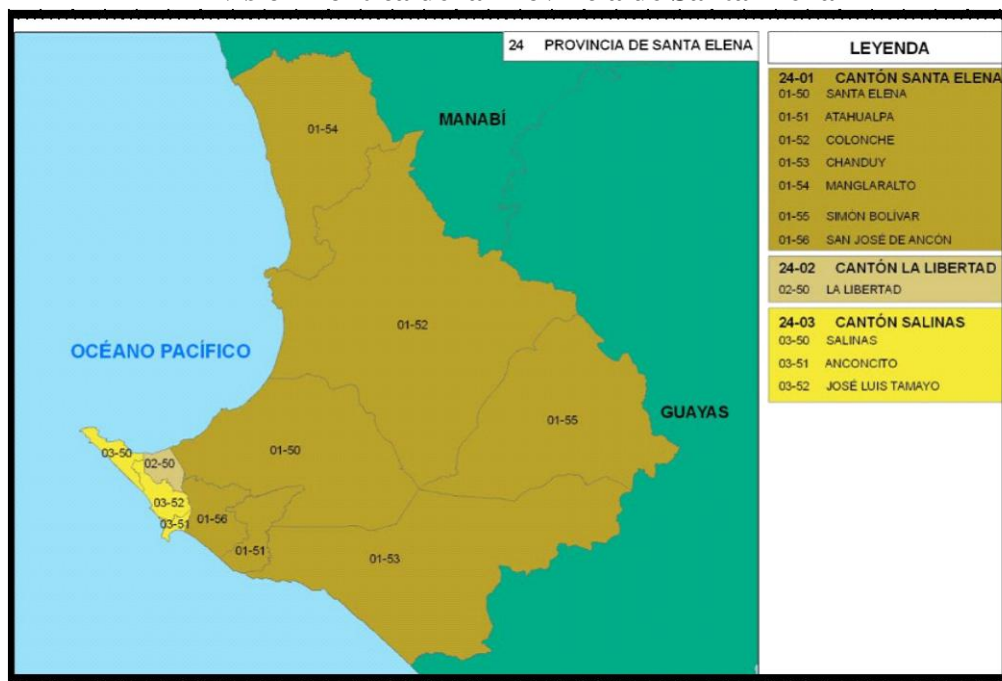 24 PROVINCIA DE SANTA ELENA
MANABÍ
01-54
01-52
OCÉANO PACÍFICO
01-55
GUAYAS
01-50
03-50
02-50
03-52
03-51
01-56
01-51
01-53
LEYENDA
24-01 CANTÓN SANTA ELENA
01-50 SANTA ELENA
01-51 ATAHUALPA
01-52 COLONCHE
01-53 CHANDUY
01-54 MANGLARALTO
01-55 SIMÓN BOLÍVAR
01-56 SAN JOSÉ DE ANCÓN
24-02 CANTÓN LA LIBERTAD
02-50 LA LIBERTAD
24-03 CANTÓN SALINAS
03-50 SALINAS
03-51 ANCONCITO
03-52 JOSÉ LUIS TAMAYO